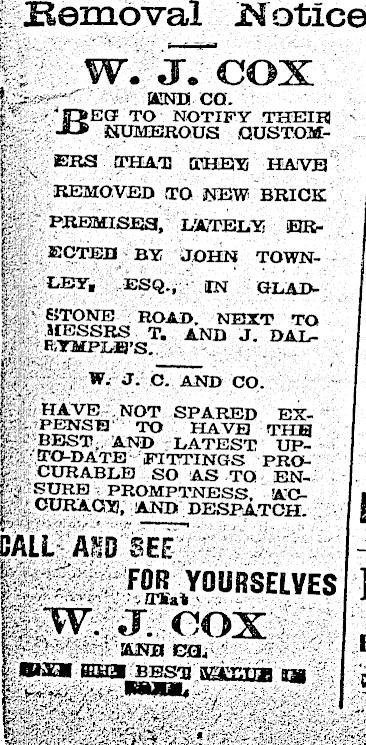 Removal Notice
W. J. COX
AND CO.
BEG TO NOTIFY THEIR
NUMEROUS CUSTOM-
ERS THAT THEY HAVE
REMOVED TO NEW BRICK
PREMISES, LATELY ER-
ECTED BY JOHN TOWN-
LEY, ESQ., IN GLAD-
STONE ROAD, NEXT TO
MESSRS T. AND J. DAL-
RYMPLE'S.
W. J. C. AND CO.
HAVE NOT SPARED EX-
PENSE TO HAVE THE
BEST AND LATEST UP-
TO-DATE FITTINGS PRO-
CURABLE SO AS TO EN-
SURE PROMPTNESS, AC-
CURACY, AND DESPATCH.
CALL AND SEE
FOR YOURSELVES
That
W. J. COX
AND CO.
BEST VALUE